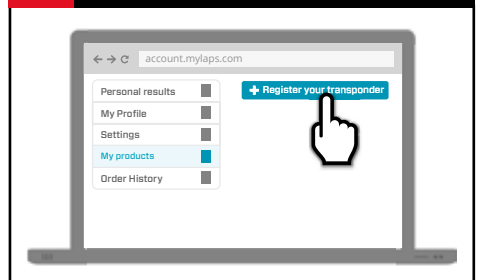 account.mylaps.com
Personal results
+ Register your transponder
My Profile
Settings
My products
Order History